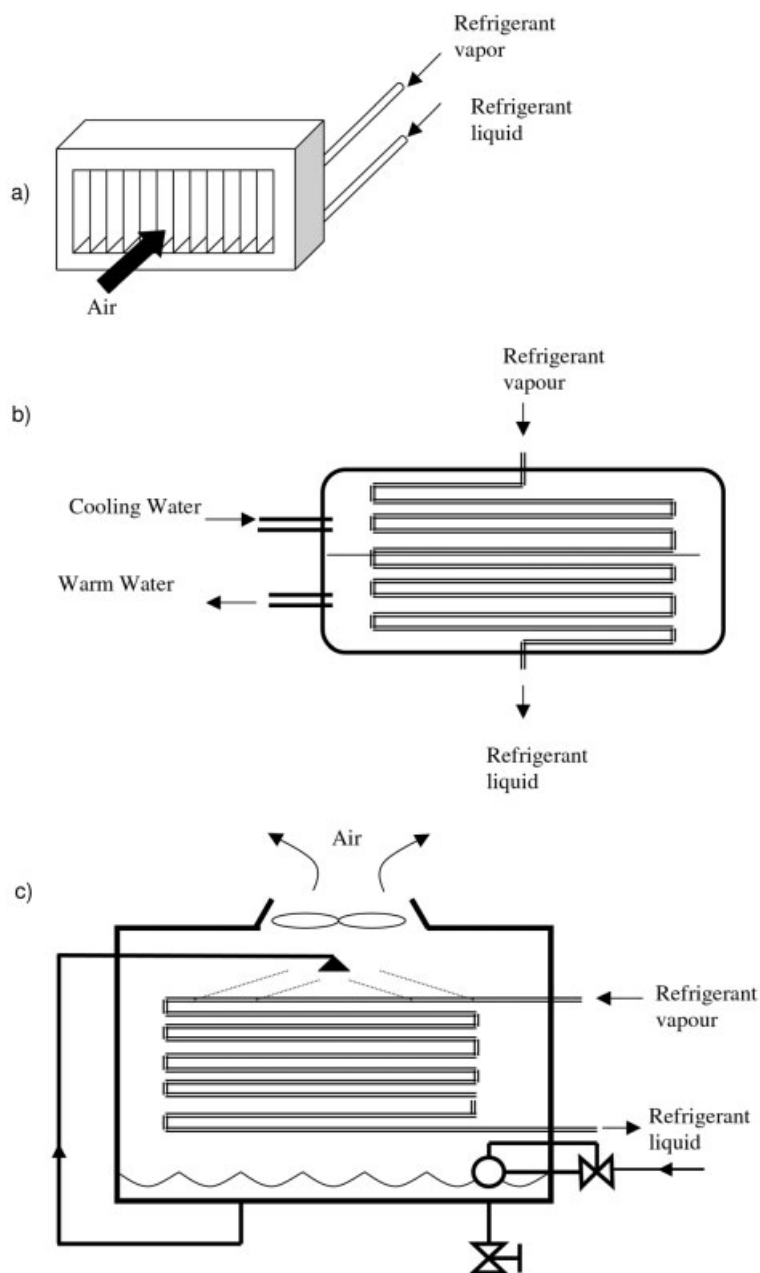 Refrigerant
vapor
Refrigerant
liquid
a)
Air
Refrigerant
vapour
b)
Cooling Water
Warm Water
Refrigerant
liquid
Air
c)
Refrigerant
vapour
Refrigerant
liquid